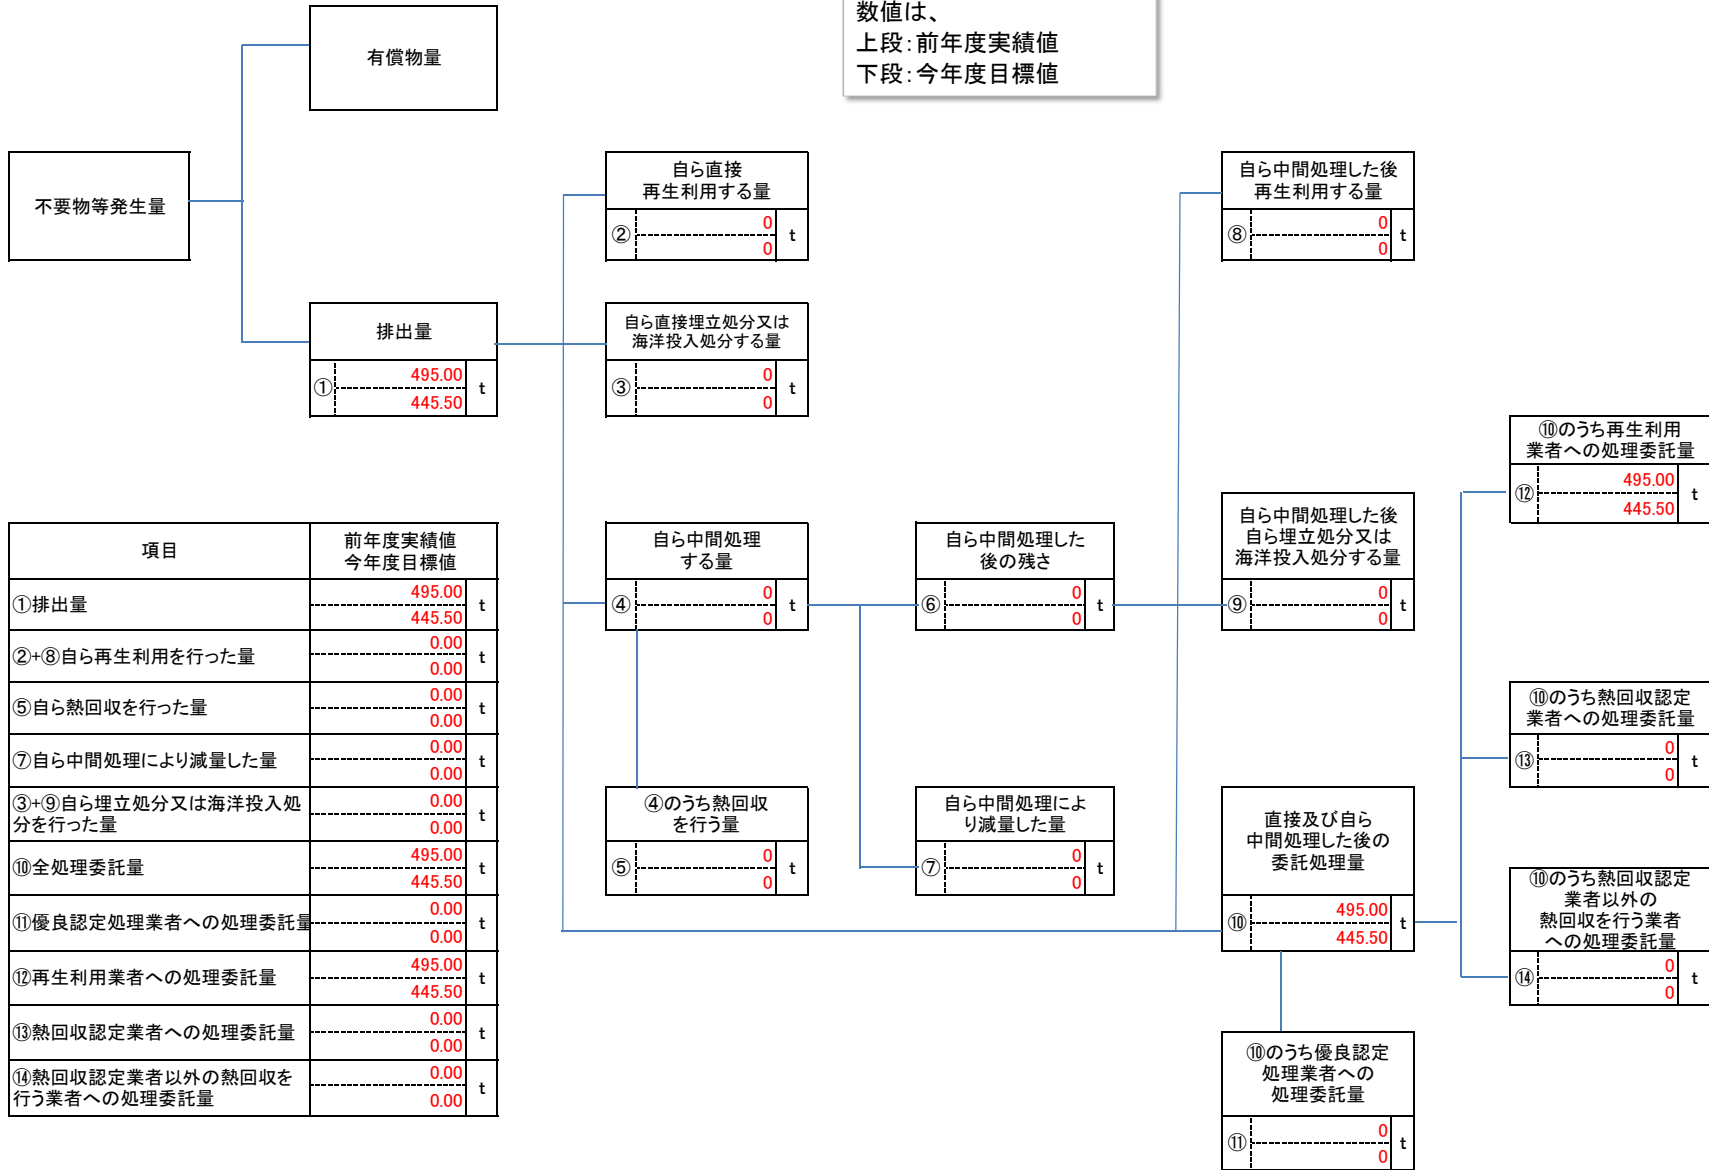 数値は、
上段：前年度実績値
下段：今年度目標値
有償物量
不要物等発生量
排出量
①
495.00
445.50
t
自ら直接
再生利用する量
②
0
0
t
自ら直接埋立処分又は
海洋投入処分する量
③
0
0
t
自ら中間処理
する量
④
0
0
t
④のうち熱回収
を行う量
⑤
0
0
t
自ら中間処理した
後の残さ
⑥
0
0
t
自ら中間処理によ
り減量した量
⑦
0
0
t
自ら中間処理した後
再生利用する量
⑧
0
0
t
自ら中間処理した後
自ら埋立処分又は
海洋投入処分する量
⑨
0
0
t
直接及び自ら
中間処理した後の
委託処理量
⑩
495.00
445.50
t
⑩のうち優良認定
処理業者への
処理委託量
⑪
0
0
t
⑩のうち再生利用
業者への処理委託量
⑫
495.00
445.50
t
⑩のうち熱回収認定
業者への処理委託量
⑬
0
0
t
⑩のうち熱回収認定
業者以外の
熱回収を行う業者
への処理委託量
⑭
0
0
t
項目
前年度実績値
今年度目標値
①排出量
495.00
445.50
t
②+⑧自ら再生利用を行った量
0.00
0.00
t
⑤自ら熱回収を行った量
0.00
0.00
t
⑦自ら中間処理により減量した量
0.00
0.00
t
③+⑨自ら埋立処分又は海洋投入処
分を行った量
0.00
0.00
t
⑩全処理委託量
495.00
445.50
t
⑪優良認定処理業者への処理委託量
0.00
0.00
t
⑫再生利用業者への処理委託量
495.00
445.50
t
⑬熱回収認定業者への処理委託量
0.00
0.00
t
⑭熱回収認定業者以外の熱回収を
行う業者への処理委託量
0.00
0.00
t